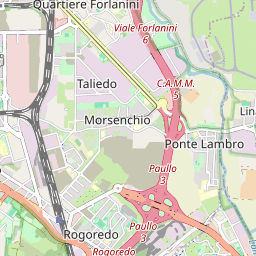 Quartiere Forlanini
Viale Forlanini
6
Taliedo
C.A.M.M.
5
Morsenchio
Lin
Ponte Lambro
Paullo
3
Rogoredo
Paullo
3
Rogoredo